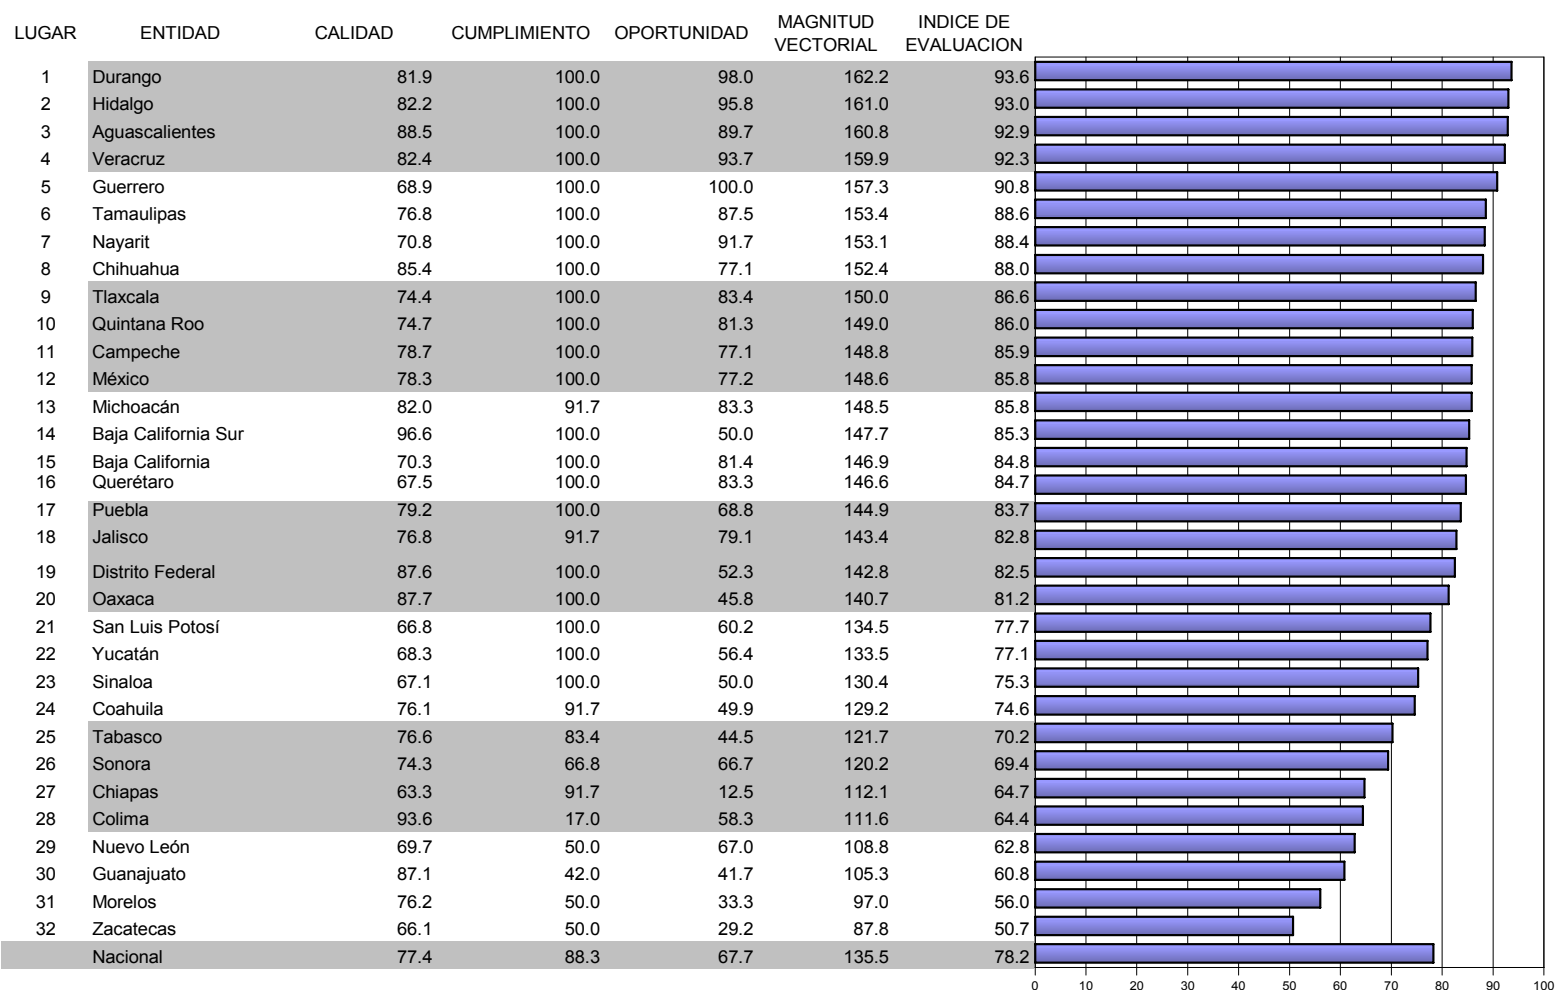 LUGAR ENTIDAD CALIDAD CUMPLIMIENTO OPORTUNIDAD MAGNITUD VECTORIAL INDICE DE EVALUACION
1 Durango 81.9 100.0 98.0 162.2 93.6
2 Hidalgo 82.2 100.0 95.8 161.0 93.0
3 Aguascalientes 88.5 100.0 89.7 160.8 92.9
4 Veracruz 82.4 100.0 93.7 159.9 92.3
5 Guerrero 68.9 100.0 100.0 157.3 90.8
6 Tamaulipas 76.8 100.0 87.5 153.4 88.6
7 Nayarit 70.8 100.0 91.7 153.1 88.4
8 Chihuahua 85.4 100.0 77.1 152.4 88.0
9 Tlaxcala 74.4 100.0 83.4 150.0 86.6
10 Quintana Roo 74.7 100.0 81.3 149.0 86.0
11 Campeche 78.7 100.0 77.1 148.8 85.9
12 México 78.3 100.0 77.2 148.6 85.8
13 Michoacán 82.0 91.7 83.3 148.5 85.8
14 Baja California Sur 96.6 100.0 50.0 147.7 85.3
15 Baja California 70.3 100.0 81.4 146.9 84.8
16 Querétaro 67.5 100.0 83.3 146.6 84.7
17 Puebla 79.2 100.0 68.8 144.9 83.7
18 Jalisco 76.8 91.7 79.1 143.4 82.8
19 Distrito Federal 87.6 100.0 52.3 142.8 82.5
20 Oaxaca 87.7 100.0 45.8 140.7 81.2
21 San Luis Potosí 66.8 100.0 60.2 134.5 77.7
22 Yucatán 68.3 100.0 56.4 133.5 77.1
23 Sinaloa 67.1 100.0 50.0 130.4 75.3
24 Coahuila 76.1 91.7 49.9 129.2 74.6
25 Tabasco 76.6 83.4 44.5 121.7 70.2
26 Sonora 74.3 66.8 66.7 120.2 69.4
27 Chiapas 63.3 91.7 12.5 112.1 64.7
28 Colima 93.6 17.0 58.3 111.6 64.4
29 Nuevo León 69.7 50.0 67.0 108.8 62.8
30 Guanajuato 87.1 42.0 41.7 105.3 60.8
31 Morelos 76.2 50.0 33.3 97.0 56.0
32 Zacatecas 66.1 50.0 29.2 87.8 50.7
Nacional 77.4 88.3 67.7 135.5 78.2
0 10 20 30 40 50 60 70 80 90 100